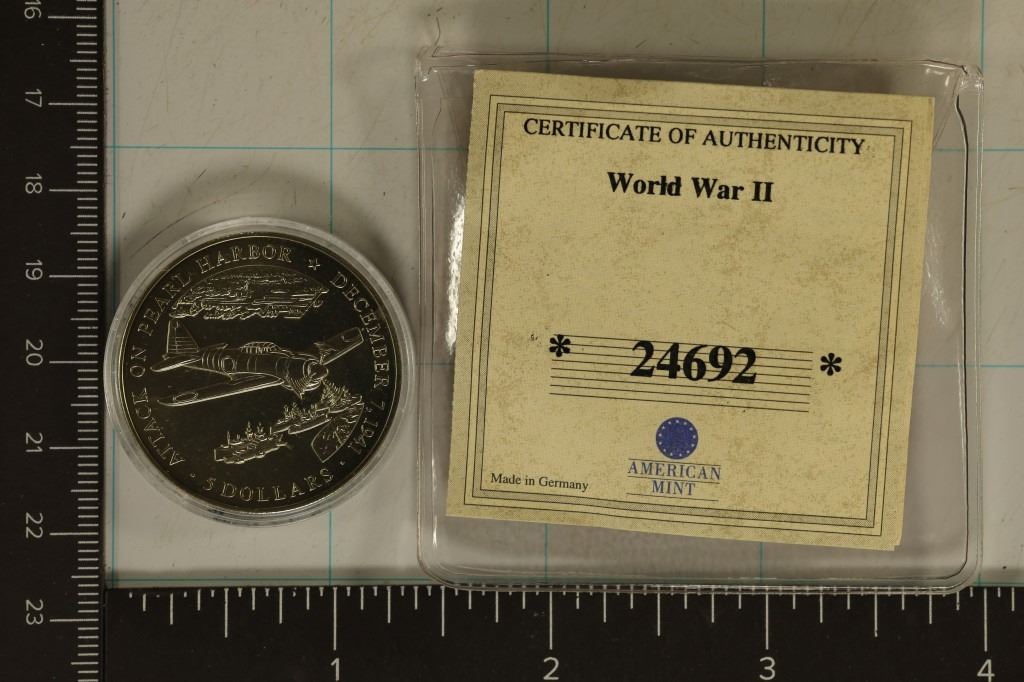 ATTACK ON PEARL HARBOR ☆ DECEMBER 7, 1941 ·
· 5 DOLLARS ·
CERTIFICATE OF AUTHENTICITY
World War II
* 24692 *
AMERICAN
MINT
Made in Germany
16
17
18
19
20
21
22
23
1 2 3 4